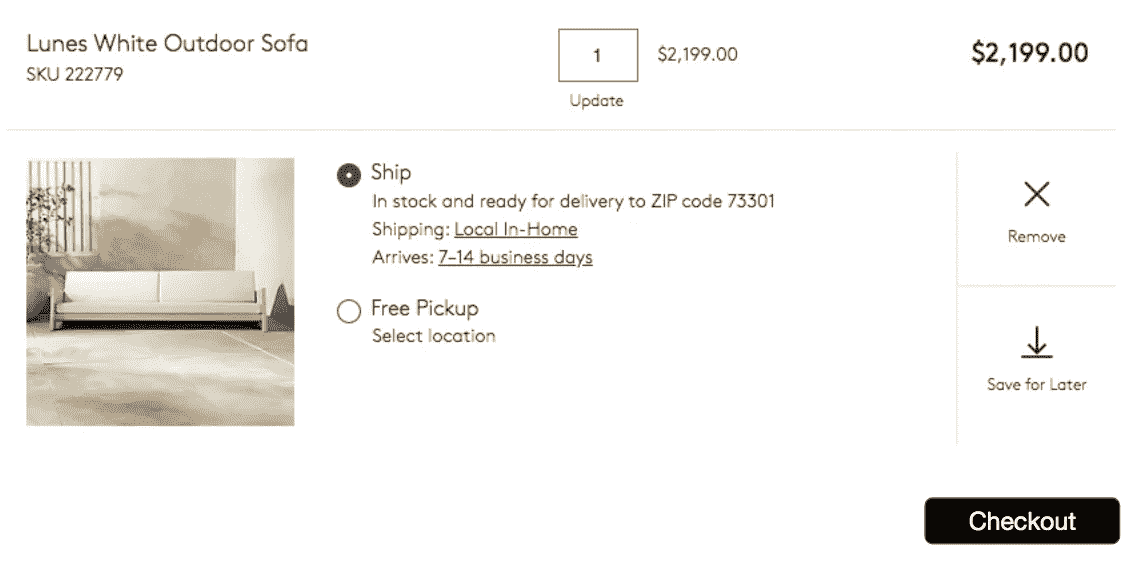 Lunes White Outdoor Sofa
SKU 222779
1
$2,199.00
$2,199.00
Update
Ship
In stock and ready for delivery to ZIP code 73301
Shipping: Local In-Home
Arrives: 7–14 business days
Free Pickup
Select location
Remove
Save for Later
Checkout